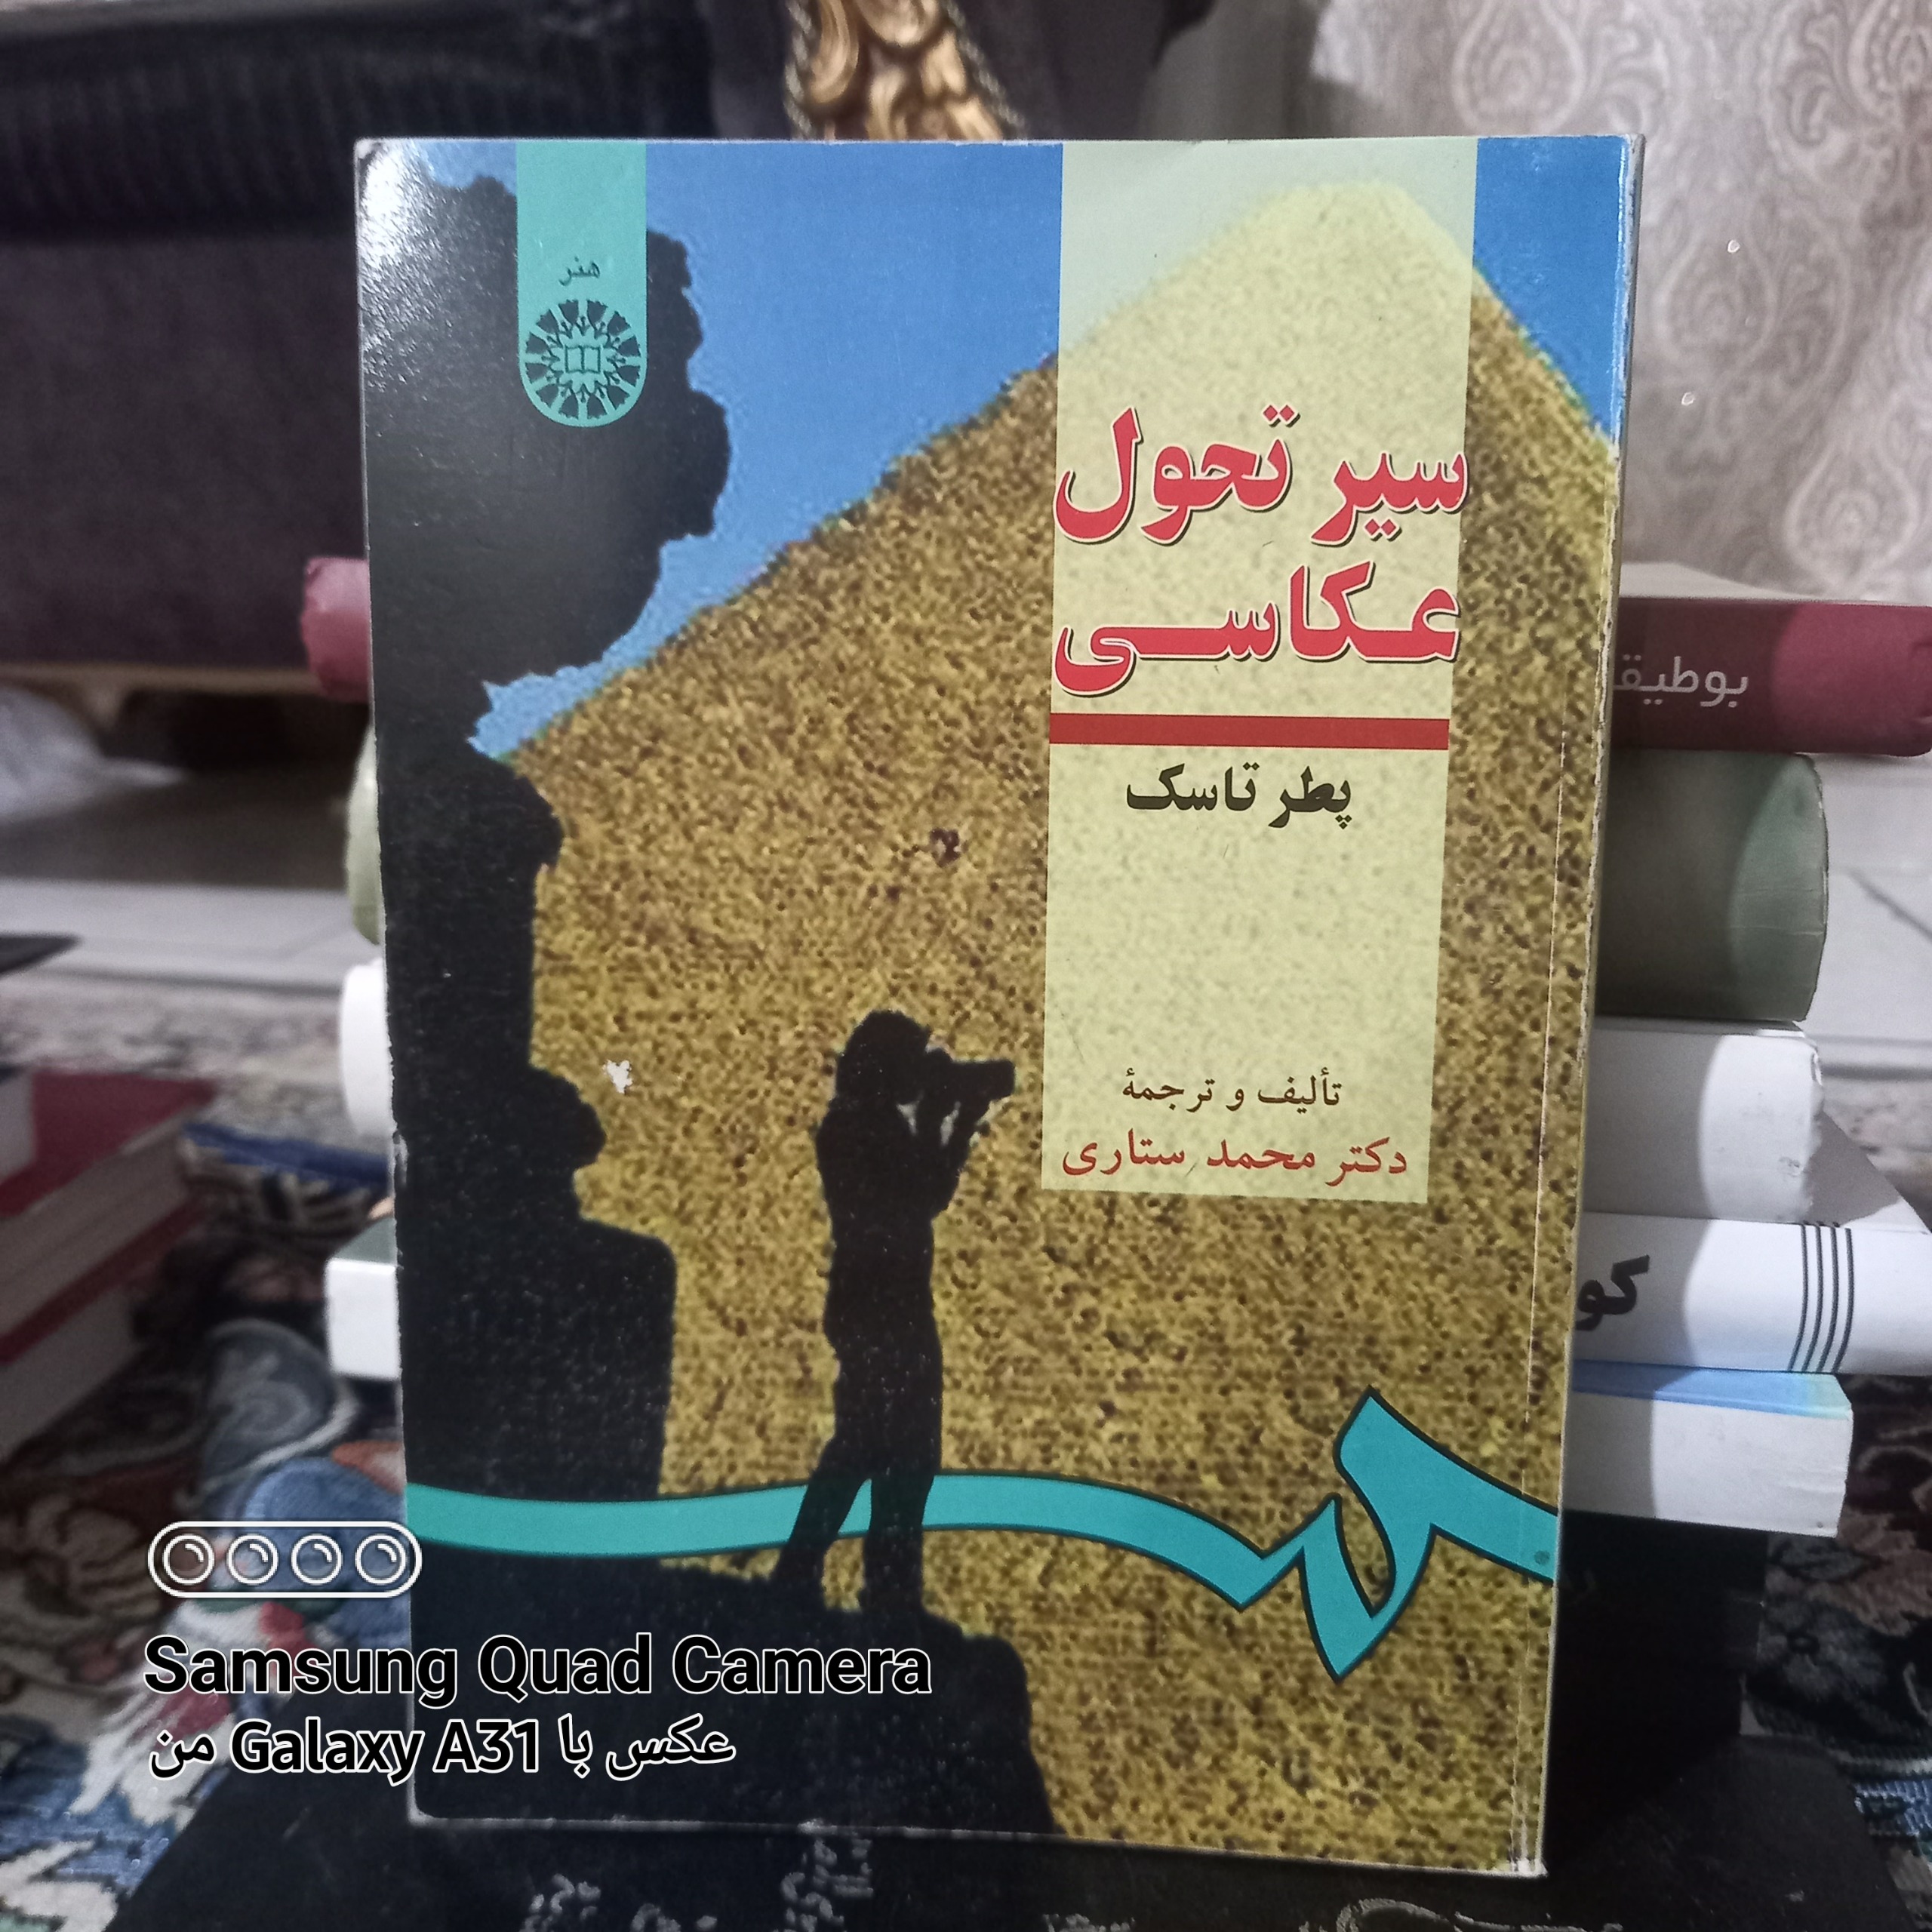 هنر
سیر تحول
عکاسی
پطر تاسک
تألیف و ترجمهٔ
دکتر محمد ستاری
بوطیقا
Samsung Quad Camera
عکس با Galaxy A31 من